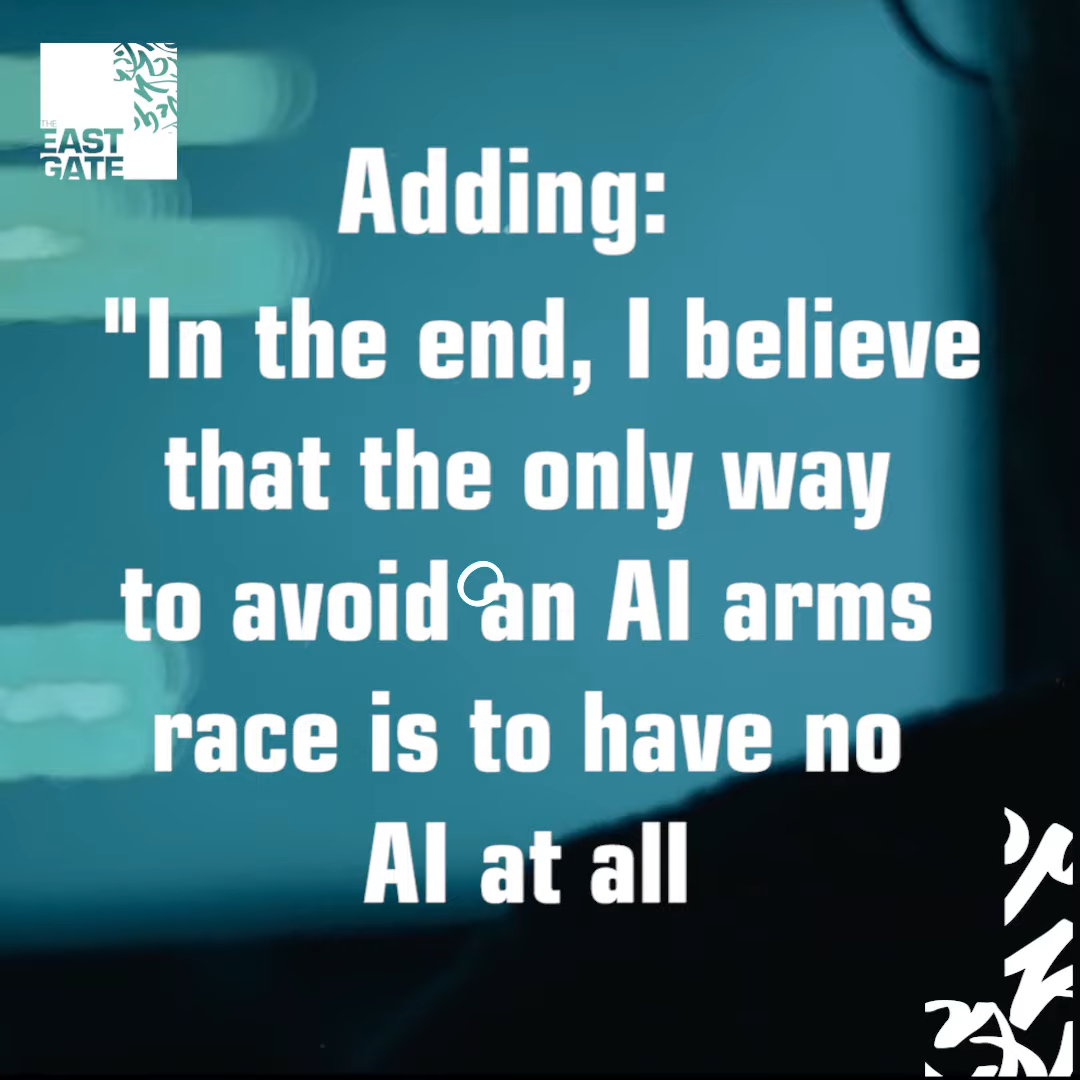 THE
EAST
GATE
Adding:
"In the end, I believe
that the only way
to avoid an AI arms
race is to have no
AI at all